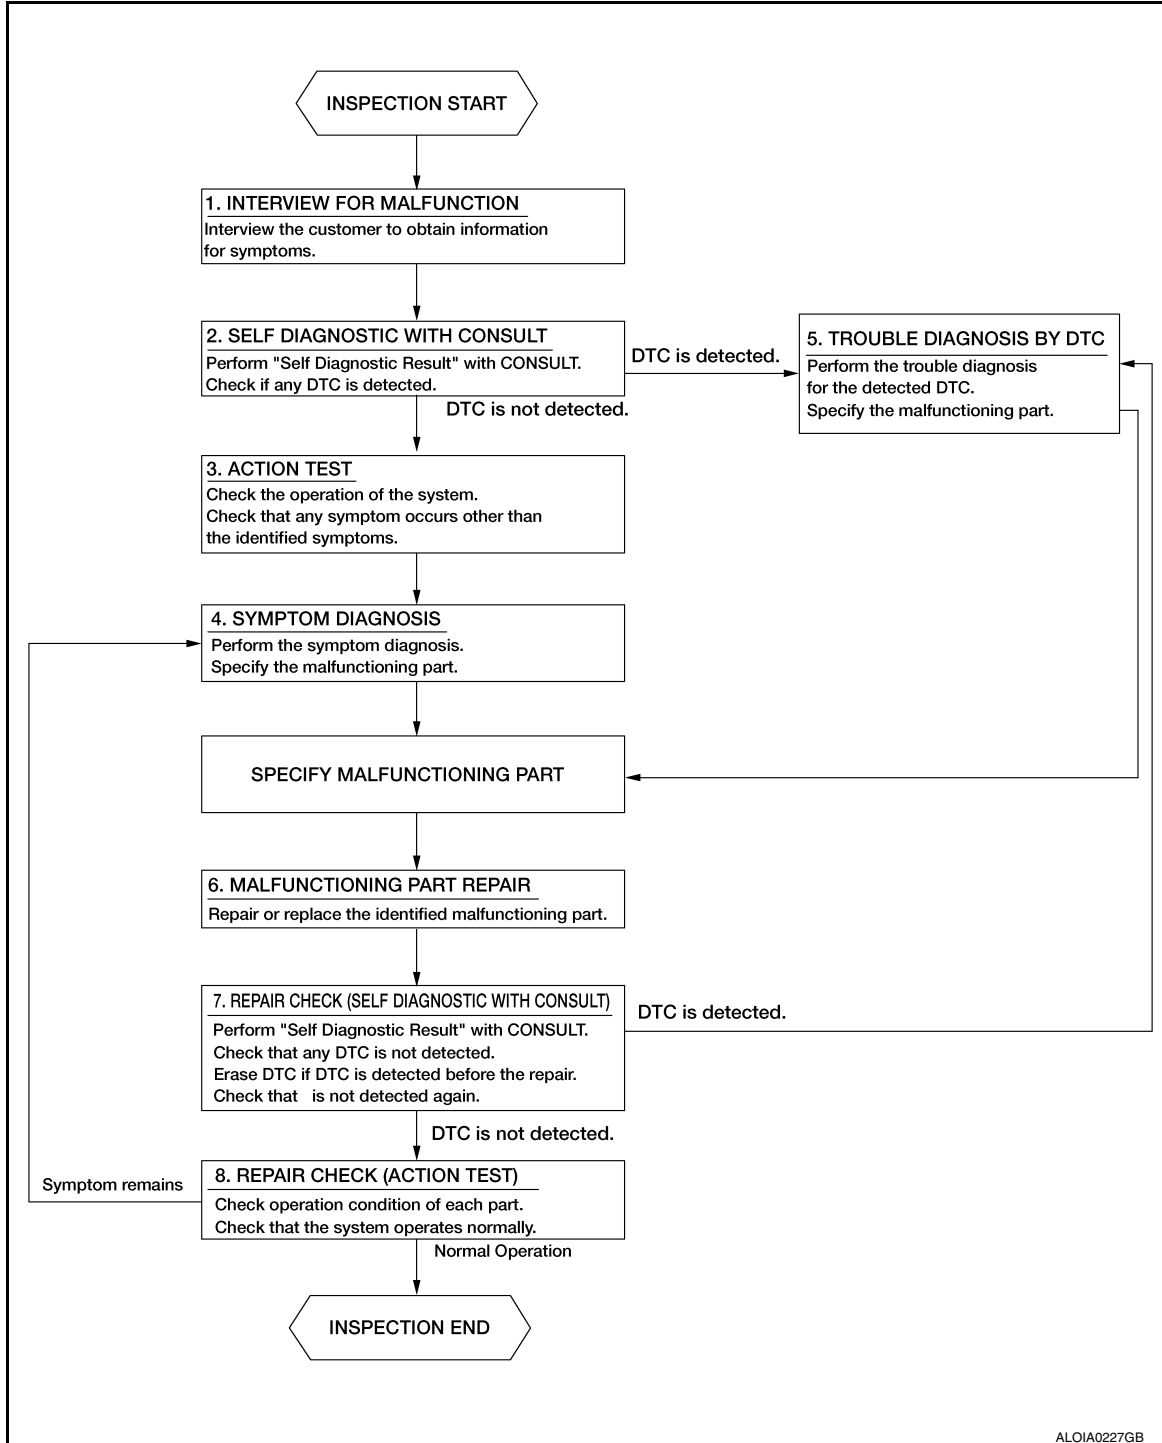 INSPECTION START
1. INTERVIEW FOR MALFUNCTION
Interview the customer to obtain information
for symptoms.
2. SELF DIAGNOSTIC WITH CONSULT
Perform "Self Diagnostic Result" with CONSULT.
Check if any DTC is detected.
DTC is detected.
5. TROUBLE DIAGNOSIS BY DTC
Perform the trouble diagnosis
for the detected DTC.
Specify the malfunctioning part.
DTC is not detected.
3. ACTION TEST
Check the operation of the system.
Check that any symptom occurs other than
the identified symptoms.
4. SYMPTOM DIAGNOSIS
Perform the symptom diagnosis.
Specify the malfunctioning part.
SPECIFY MALFUNCTIONING PART
6. MALFUNCTIONING PART REPAIR
Repair or replace the identified malfunctioning part.
7. REPAIR CHECK (SELF DIAGNOSTIC WITH CONSULT)
Perform "Self Diagnostic Result" with CONSULT.
Check that any DTC is not detected.
Erase DTC if DTC is detected before the repair.
Check that   is not detected again.
DTC is detected.
DTC is not detected.
8. REPAIR CHECK (ACTION TEST)
Check operation condition of each part.
Check that the system operates normally.
Symptom remains
Normal Operation
INSPECTION END
ALOIA0227GB